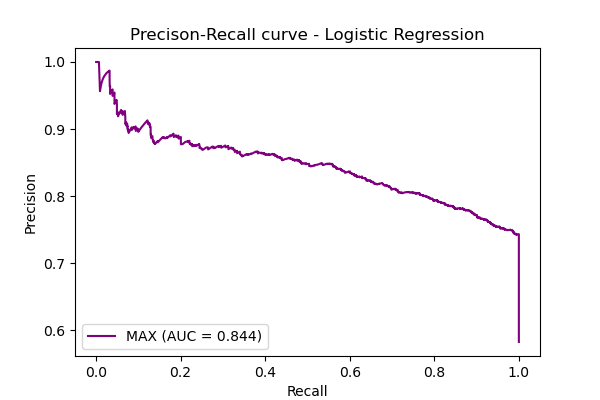 Precison-Recall curve - Logistic Regression
1.0
0.9
0.8
0.7
0.6
Precision
MAX (AUC = 0.844)
0.0 0.2 0.4 0.6 0.8 1.0
Recall